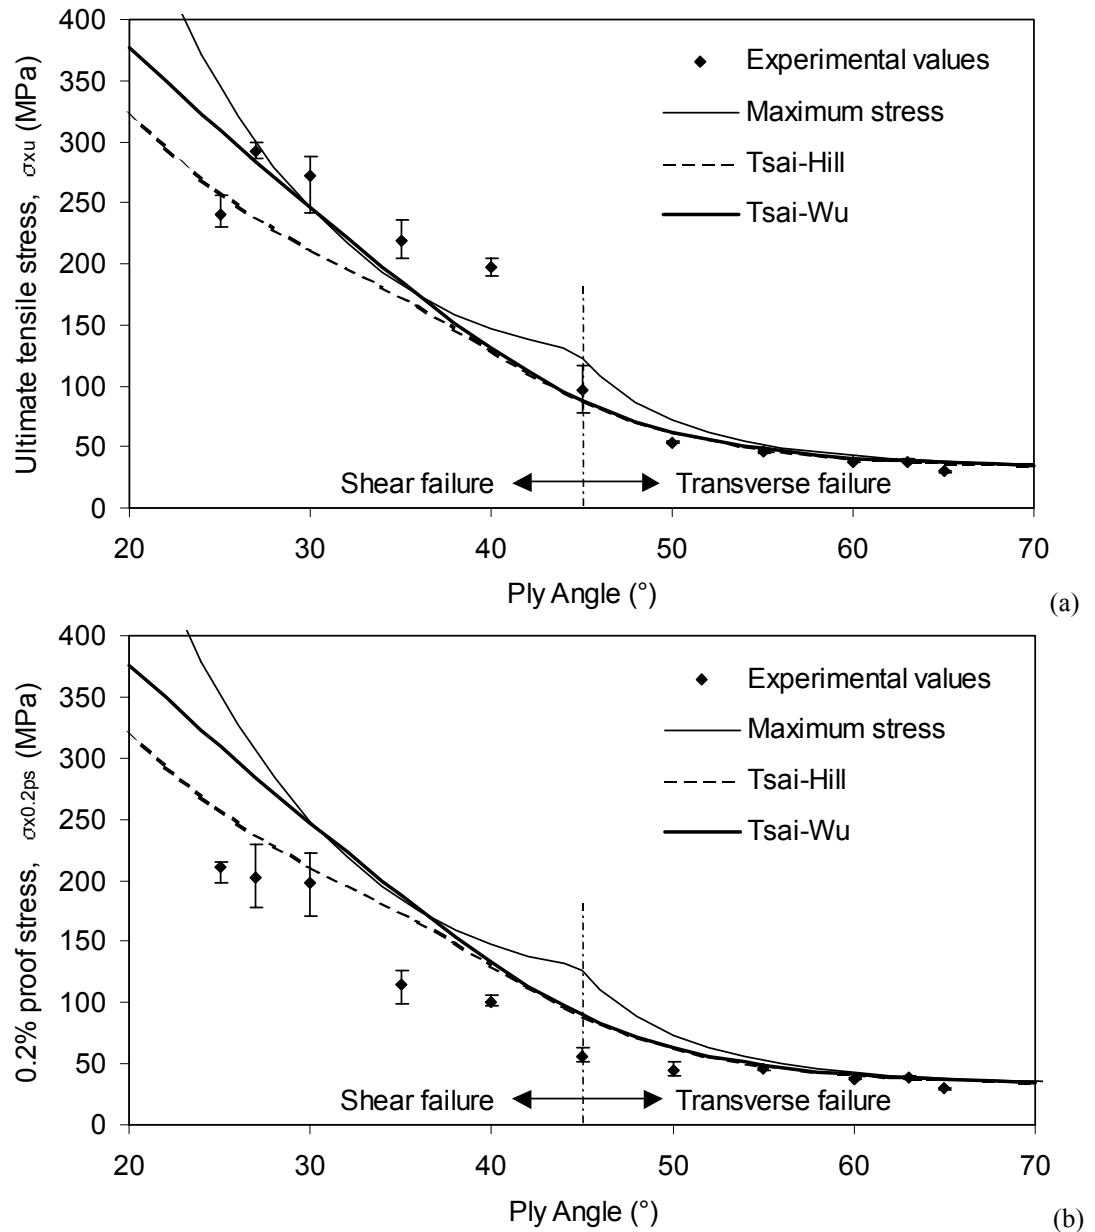 400
350
300
250
200
150
100
50
0
Ultimate tensile stress, σxu (MPa)
Experimental values
Maximum stress
Tsai-Hill
Tsai-Wu
Shear failure
Transverse failure
20 30 40 50 60 70
Ply Angle (°)
(a)
400
350
300
250
200
150
100
50
0
0.2% proof stress, σx0.2ps (MPa)
Experimental values
Maximum stress
Tsai-Hill
Tsai-Wu
Shear failure
Transverse failure
20 30 40 50 60 70
Ply Angle (°)
(b)